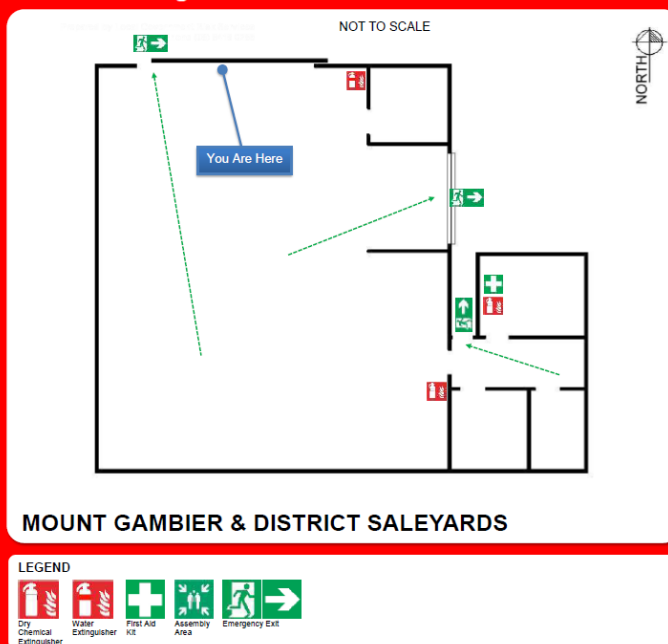 NOT TO SCALE
NORTH
You Are Here
MOUNT GAMBIER & DISTRICT SALEYARDS
LEGEND
Dry
Chemical
Extinguisher
Water
Extinguisher
First Aid
Kit
Assembly
Area
Emergency Exit